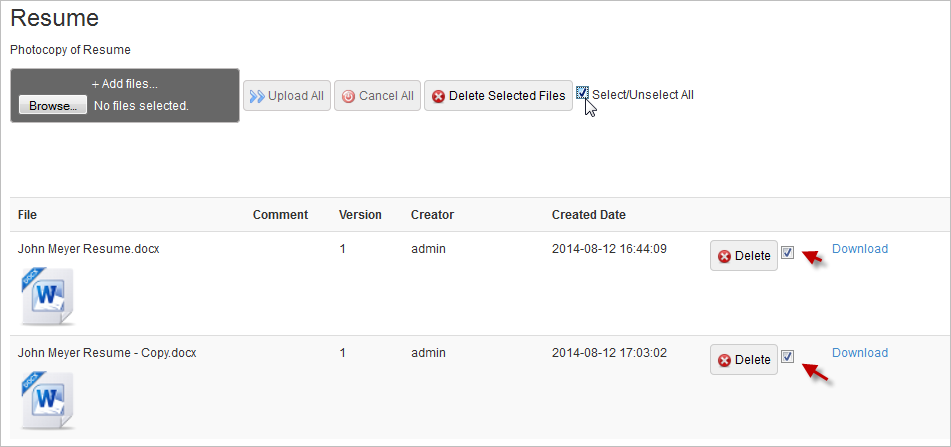 Resume
Photocopy of Resume
+ Add files...
Browse... No files selected.
Upload All Cancel All Delete Selected Files Select/Unselect All
File Comment Version Creator Created Date
John Meyer Resume.docx 1 admin 2014-08-12 16:44:09 Delete Download
DOCX
W
John Meyer Resume - Copy.docx 1 admin 2014-08-12 17:03:02 Delete Download
DOCX
W